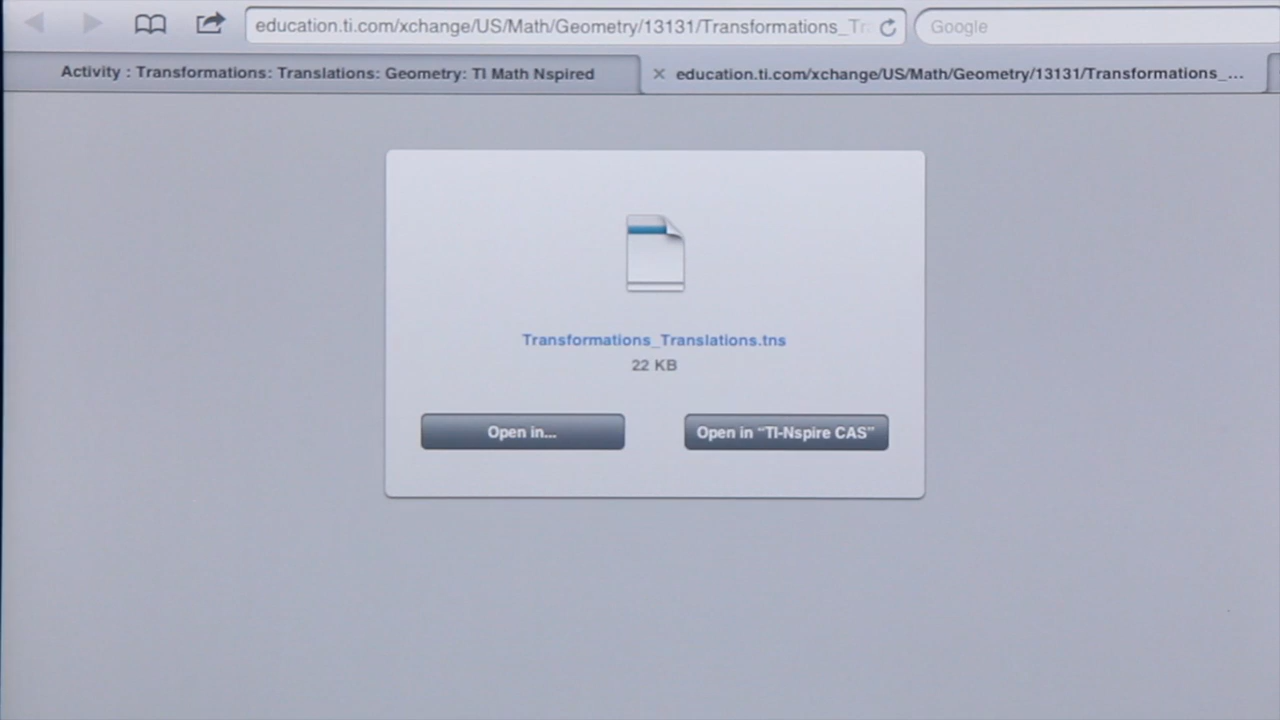 education.ti.com/xchange/US/Math/Geometry/13131/Transformations_Tr
Google
Activity : Transformations: Translations: Geometry: TI Math Nspired
education.ti.com/xchange/US/Math/Geometry/13131/Transformations_...
Transformations_Translations.tns
22 KB
Open in...
Open in “TI-Nspire CAS”